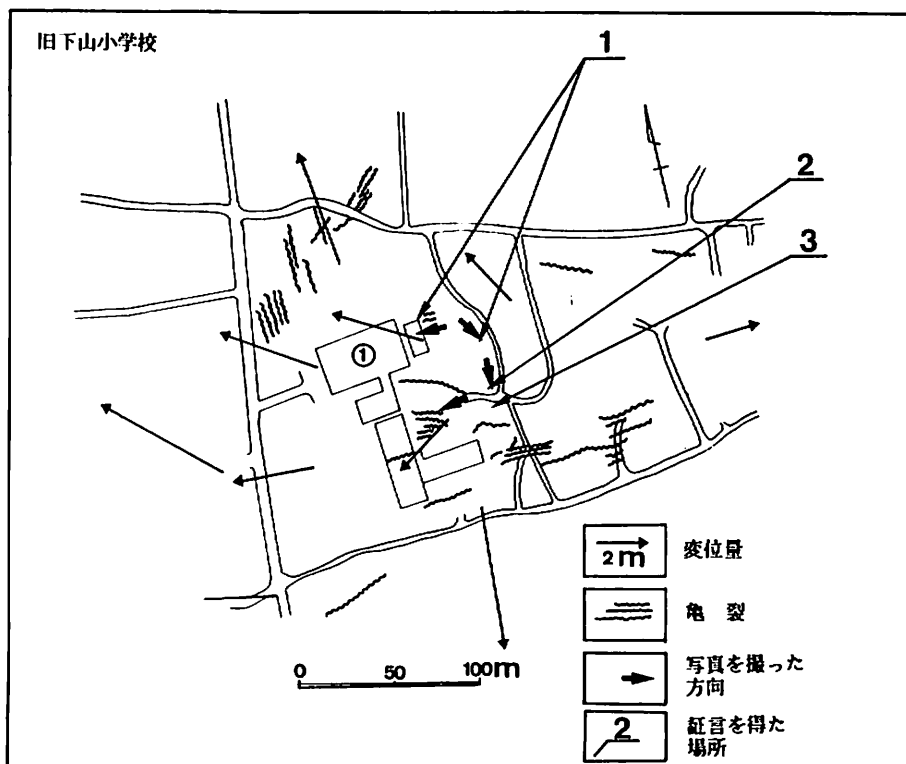 旧下山小学校
1
2
3
①
2m
変位量
亀裂
写真を撮った
方向
2
証言を得た
場所
0 50 100m